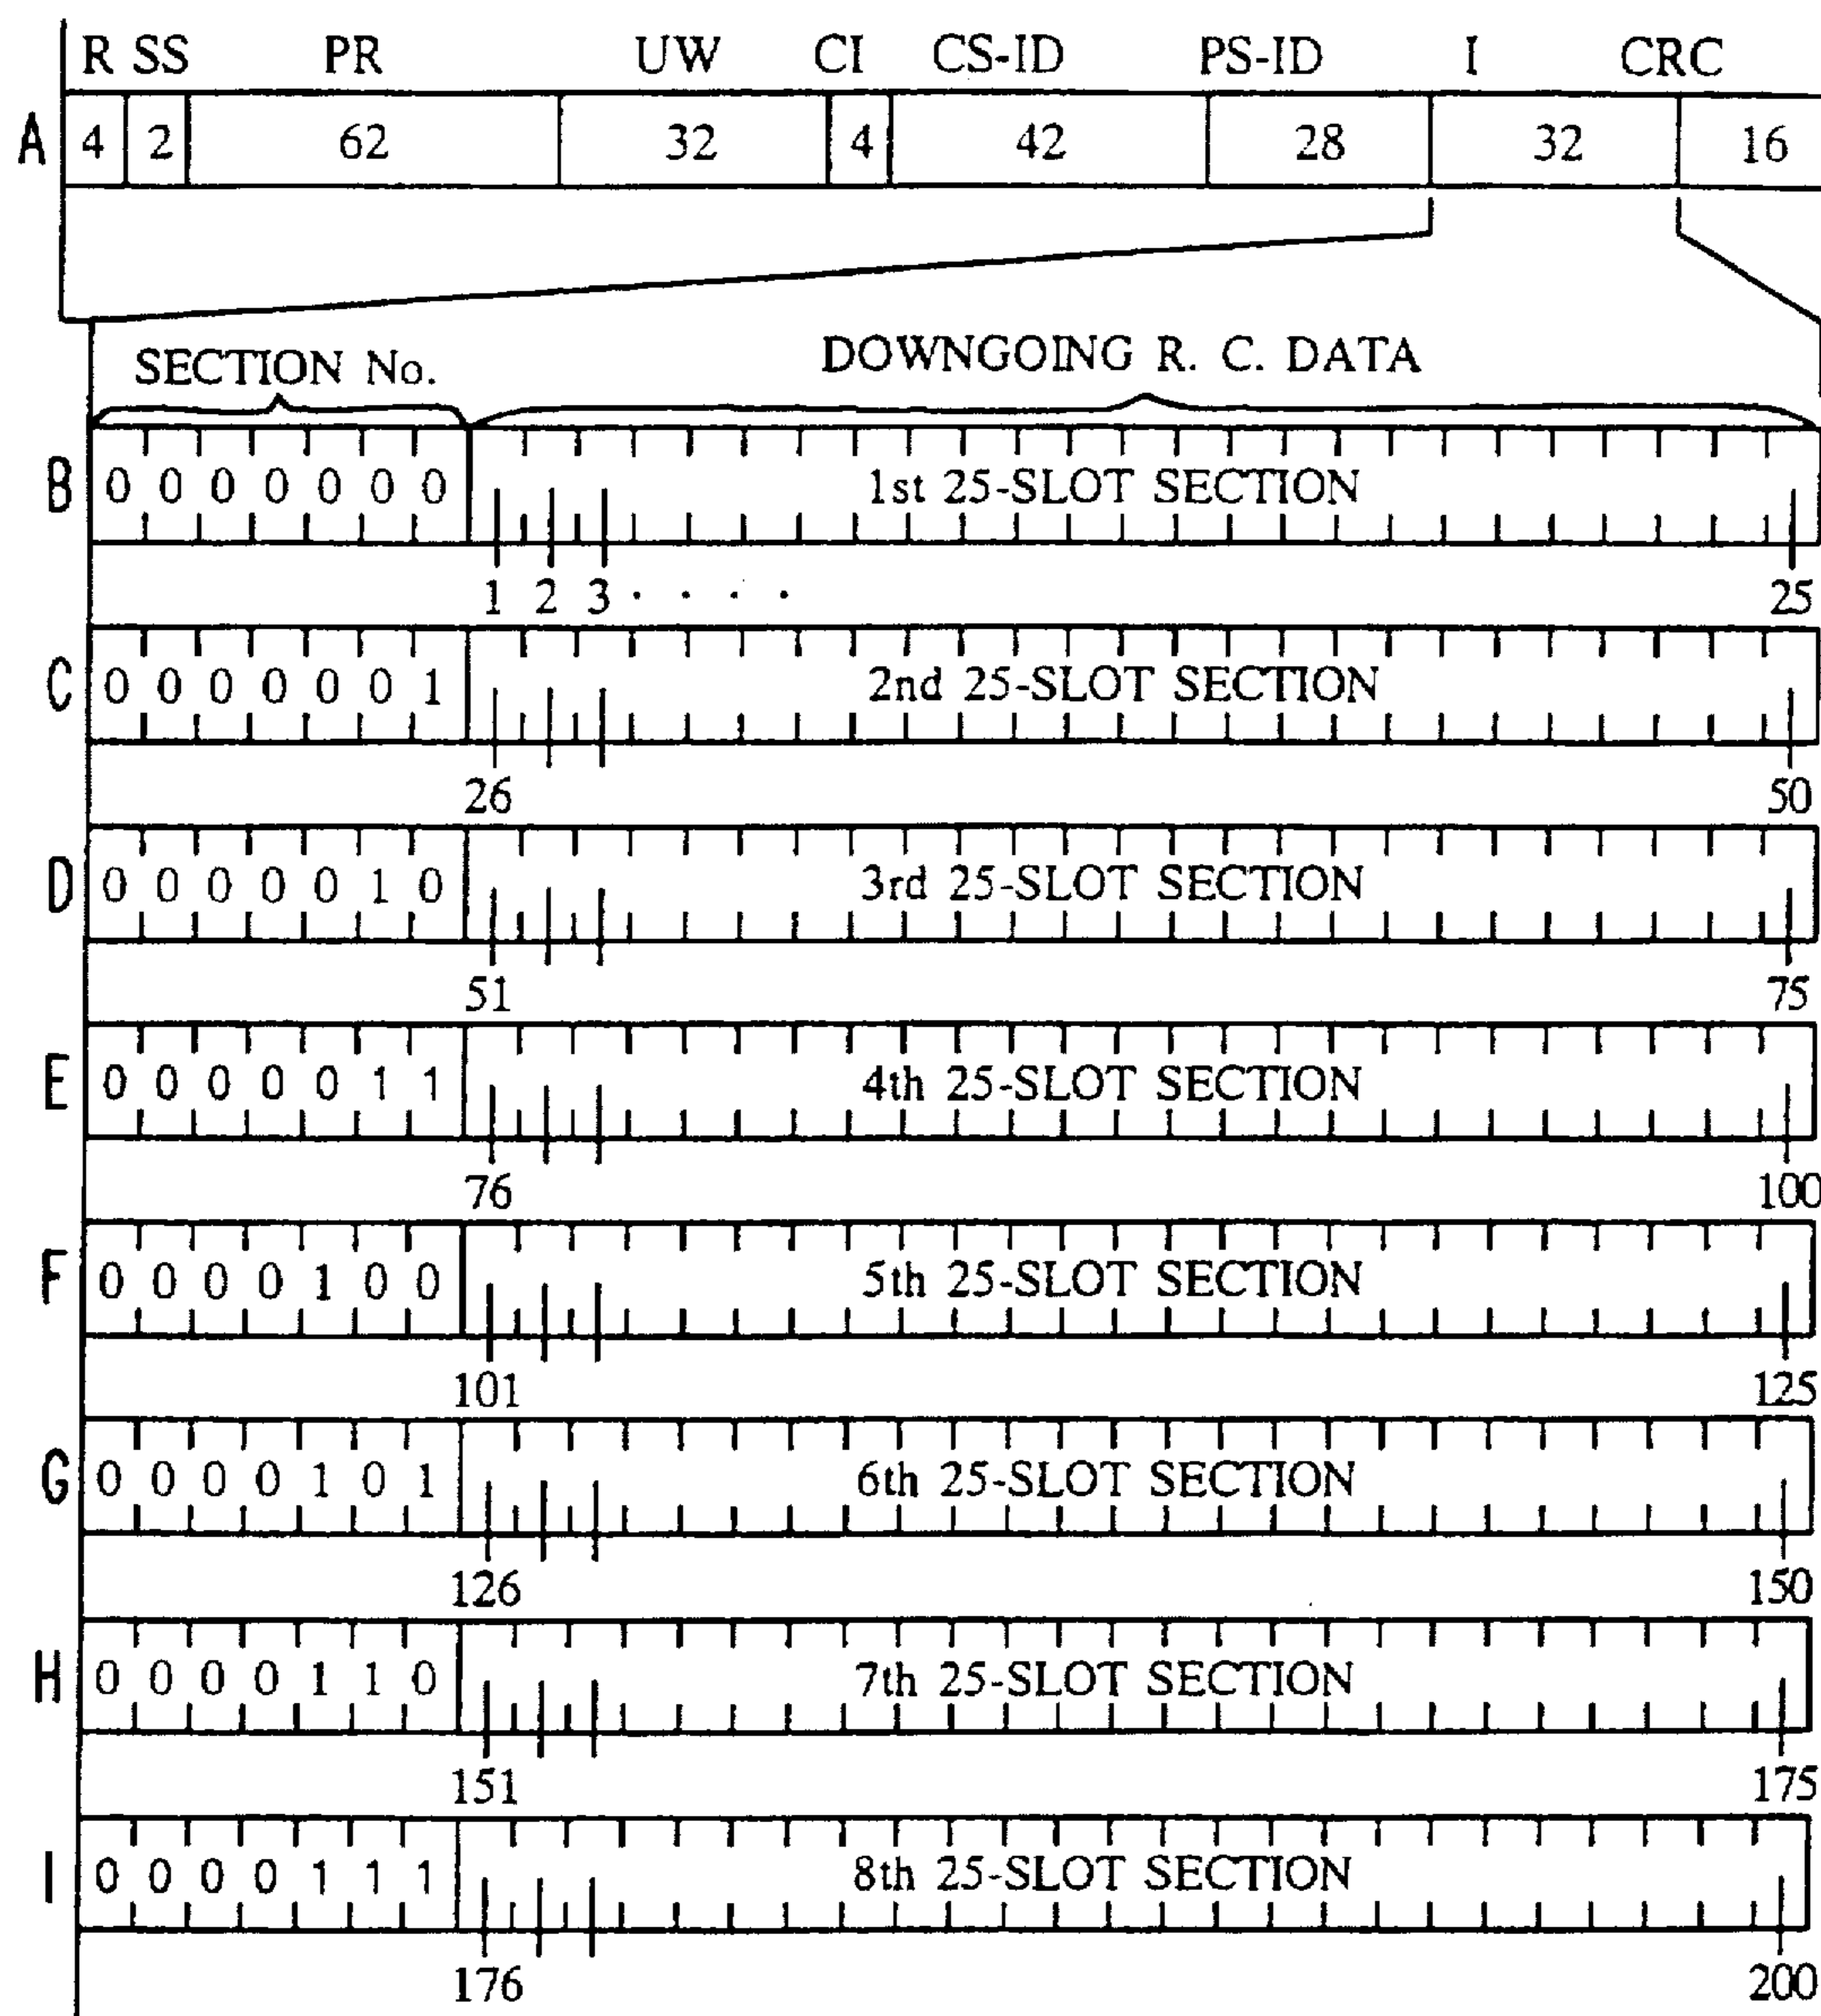 R SS PR UW CI CS-ID PS-ID I CRC
A 4 2 62 32 4 42 28 32 16
SECTION No. DOWNGOING R. C. DATA
B 0 0 0 0 0 0 0 1st 25-SLOT SECTION
1 2 3 · · · · 25
C 0 0 0 0 0 0 1 2nd 25-SLOT SECTION
26 50
D 0 0 0 0 0 1 0 3rd 25-SLOT SECTION
51 75
E 0 0 0 0 0 1 1 4th 25-SLOT SECTION
76 100
F 0 0 0 0 1 0 0 5th 25-SLOT SECTION
101 125
G 0 0 0 0 1 0 1 6th 25-SLOT SECTION
126 150
H 0 0 0 0 1 1 0 7th 25-SLOT SECTION
151 175
I 0 0 0 0 1 1 1 8th 25-SLOT SECTION
176 200